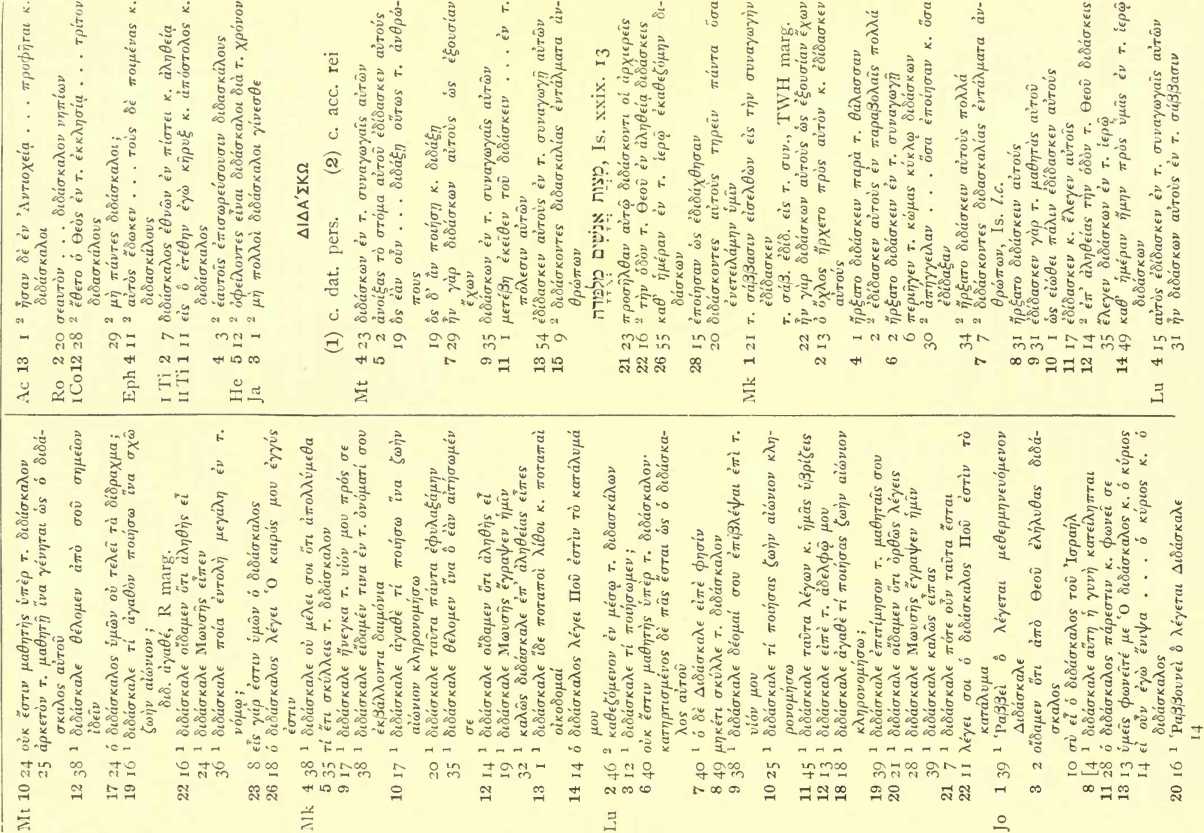 Mt 10 24 οὐκ ἔστιν μαθητὴς ὑπὲρ τ. διδάσκαλον
25 ἀρκετὸν τ. μαθητῇ ἵνα γένηται ὡς ὁ διδά-
σκαλος αὐτοῦ
12 38 1 διδάσκαλε θέλομεν ἀπὸ σοῦ σημεῖον
ἰδεῖν
17 24 ὁ διδάσκαλος ὑμῶν οὐ τελεῖ τὰ δίδραχμα;
19 16 1 διδάσκαλε τί ἀγαθὸν ποιήσω ἵνα σχῶ
ζωὴν αἰώνιον;
διδ. ἀγαθέ, R marg.
22 16 1 διδάσκαλε οἴδαμεν ὅτι ἀληθὴς εἶ
24 1 διδάσκαλε Μωυσῆς εἶπεν
36 1 διδάσκαλε ποία ἐντολὴ μεγάλη ἐν τ.
νόμῳ;
23 8 εἷς γάρ ἐστιν ὑμῶν ὁ διδάσκαλος
26 18 ὁ διδάσκαλος λέγει Ὁ καιρός μου ἐγγύς
ἐστιν
Mk 4 38 1 διδάσκαλε οὐ μέλει σοι ὅτι ἀπολλύμεθα
5 35 τί ἔτι σκύλλεις τ. διδάσκαλον
9 17 1 διδάσκαλε ἤνεγκα τ. υἱόν μου πρός σε
38 1 διδάσκαλε εἴδαμέν τινα ἐν τ. ὀνόματί σου
ἐκβάλλοντα δαιμόνια
10 17 1 διδάσκαλε ἀγαθὲ τί ποιήσω ἵνα ζωὴν
αἰώνιον κληρονομήσω
20 1 διδάσκαλε ταῦτα πάντα ἐφυλαξάμην
35 1 διδάσκαλε θέλομεν ἵνα ὃ ἐὰν αἰτήσωμέν
σε
12 14 1 διδάσκαλε οἴδαμεν ὅτι ἀληθὴς εἶ
19 1 διδάσκαλε Μωυσῆς ἔγραψεν ἡμῖν
32 1 καλῶς διδάσκαλε ἐπ' ἀληθείας εἶπες
13 1 1 διδάσκαλε ἴδε ποταποὶ λίθοι κ. ποταπαὶ
οἰκοδομαί
14 14 ὁ διδάσκαλος λέγει Ποῦ ἐστὶν τὸ κατάλυμά
μου
Lu 2 46 2 καθεζόμενον ἐν μέσῳ τ. διδασκάλων
3 12 1 διδάσκαλε τί ποιήσωμεν;
6 40 οὐκ ἔστιν μαθητὴς ὑπὲρ τ. διδάσκαλον·
κατηρτισμένος δὲ πᾶς ἔσται ὡς ὁ διδάσκα-
λος αὐτοῦ
7 40 1 ὁ δὲ Διδάσκαλε εἰπέ φησίν
8 49 μηκέτι σκύλλε τ. διδάσκαλον
9 38 1 διδάσκαλε δέομαί σου ἐπιβλέψαι ἐπὶ τ.
υἱόν μου
10 25 1 διδάσκαλε τί ποιήσας ζωὴν αἰώνιον κλη-
ρονομήσω
11 45 1 διδάσκαλε ταῦτα λέγων κ. ἡμᾶς ὑβρίζεις
12 13 1 διδάσκαλε εἰπὲ τ. ἀδελφῷ μου
18 18 1 διδάσκαλε ἀγαθὲ τί ποιήσας ζωὴν αἰώνιον
κληρονομήσω;
19 39 1 διδάσκαλε ἐπιτίμησον τ. μαθηταῖς σου
20 21 1 διδάσκαλε οἴδαμεν ὅτι ὀρθῶς λέγεις
28 1 διδάσκαλε Μωυσῆς ἔγραψεν ἡμῖν
39 1 διδάσκαλε καλῶς εἶπας
21 7 1 διδάσκαλε πότε οὖν ταῦτα ἔσται
22 11 λέγει σοι ὁ διδάσκαλος Ποῦ ἐστὶν τὸ
κατάλυμα
Jo 1 39 1 Ῥαββεί ὃ λέγεται μεθερμηνευόμενον
Διδάσκαλε
3 2 οἴδαμεν ὅτι ἀπὸ Θεοῦ ἐλήλυθας διδά-
σκαλος
10 σὺ εἶ ὁ διδάσκαλος τοῦ Ἰσραήλ
8 [4 1 διδάσκαλε αὕτη ἡ γυνὴ κατείληπται
11 28 ὁ διδάσκαλος πάρεστιν κ. φωνεῖ σε
13 13 ὑμεῖς φωνεῖτέ με Ὁ διδάσκαλος κ. ὁ κύριος
14 εἰ οὖν ἐγὼ ἔνιψα . . . . ὁ κύριος κ. ὁ
διδάσκαλος
20 16 1 Ῥαββουνεί ὃ λέγεται Διδάσκαλε
14
Ac 13 1 2 ἦσαν δὲ ἐν Ἀντιοχείᾳ . . . . προφῆται κ.
διδάσκαλοι
Ro 2 20 σεαυτὸν . . . διδάσκαλον νηπίων
1Co 12 28 2 ἔθετο ὁ Θεὸς ἐν τ. ἐκκλησίᾳ . . . . τρίτον
διδασκάλους
29 2 μὴ πάντες διδάσκαλοι;
Eph 4 11 2 αὐτὸς ἔδωκεν . . . . τοὺς δὲ ποιμένας κ.
διδασκάλους
I Ti 2 7 διδάσκαλος ἐθνῶν ἐν πίστει κ. ἀληθείᾳ
II Ti 1 11 εἰς ὃ ἐτέθην ἐγὼ κῆρυξ κ. ἀπόστολος κ.
διδάσκαλος
4 3 2 ἑαυτοῖς ἐπισωρεύσουσιν διδασκάλους
He 5 12 2 ὀφείλοντες εἶναι διδάσκαλοι διὰ τ. χρόνον
Ja 3 1 2 μὴ πολλοὶ διδάσκαλοι γίνεσθε
ΔΙΔΑ´ΣΚΩ
(1) c. dat. pers. (2) c. acc. rei
Mt 4 23 διδάσκων ἐν τ. συναγωγαῖς αὐτῶν
5 2 ἀνοίξας τὸ στόμα αὐτοῦ ἐδίδασκεν αὐτούς
19 ὃς ἐὰν οὖν . . . . διδάξῃ οὕτως τ. ἀνθρώ-
πους
19 ὃς δ' ἂν ποιήσῃ κ. διδάξῃ
7 29 ἦν γὰρ διδάσκων αὐτοὺς ὡς ἐξουσίαν
ἔχων
9 35 διδάσκων ἐν τ. συναγωγαῖς αὐτῶν
11 1 μετέβη ἐκεῖθεν τοῦ διδάσκειν . . . . ἐν τ.
πόλεσιν αὐτῶν
13 54 ἐδίδασκεν αὐτοὺς ἐν τ. συναγωγῇ αὐτῶν
15 9 2 διδάσκοντες διδασκαλίας ἐντάλματα ἀν-
θρώπων
מִצְוַת אֲנָשִׁים מְלֻמָּדָה, Is. xxix. 13
21 23 προσῆλθαν αὐτῷ διδάσκοντι οἱ ἀρχιερεῖς
22 16 2 τὴν ὁδὸν τ. Θεοῦ ἐν ἀληθείᾳ διδάσκεις
26 55 καθ' ἡμέραν ἐν τ. ἱερῷ ἐκαθεζόμην δι-
δάσκων
28 15 ἐποίησαν ὡς ἐδιδάχθησαν
20 διδάσκοντες αὐτοὺς τηρεῖν πάντα ὅσα
ἐνετειλάμην ὑμῖν
Mk 1 21 τ. σάββασιν εἰσελθὼν εἰς τὴν συναγωγὴν
ἐδίδασκεν
τ. σάβ. ἐδίδ. εἰς τ. συν., TWH marg.
22 ἦν γὰρ διδάσκων αὐτοὺς ὡς ἐξουσίαν ἔχων
2 13 ὁ ὄχλος ἤρχετο πρὸς αὐτὸν κ. ἐδίδασκεν
αὐτούς
4 1 ἤρξατο διδάσκειν παρὰ τ. θάλασσαν
2 2 ἐδίδασκεν αὐτοὺς ἐν παραβολαῖς πολλά
6 2 ἤρξατο διδάσκειν ἐν τ. συναγωγῇ
6 περιῆγεν τ. κώμας κύκλῳ διδάσκων
30 2 ἀπήγγειλαν . . . . ὅσα ἐποίησαν κ. ὅσα
ἐδίδαξαν
34 2 ἤρξατο διδάσκειν αὐτοὺς πολλά
7 7 2 διδάσκοντες διδασκαλίας ἐντάλματα ἀν-
θρώπων, Is. l.c.
8 31 ἤρξατο διδάσκειν αὐτούς
9 31 ἐδίδασκεν γὰρ τ. μαθητὰς αὐτοῦ
10 1 ὡς εἰώθει πάλιν ἐδίδασκεν αὐτούς
11 17 ἐδίδασκεν κ. ἔλεγεν αὐτοῖς
12 14 2 ἐπ' ἀληθείας τὴν ὁδὸν τ. Θεοῦ διδάσκεις
35 ἔλεγεν διδάσκων ἐν τ. ἱερῷ
14 49 καθ' ἡμέραν ἤμην πρὸς ὑμᾶς ἐν τ. ἱερῷ
διδάσκων
Lu 4 15 αὐτὸς ἐδίδασκεν ἐν τ. συναγωγαῖς αὐτῶν
31 ἦν διδάσκων αὐτοὺς ἐν τ. σάββασιν